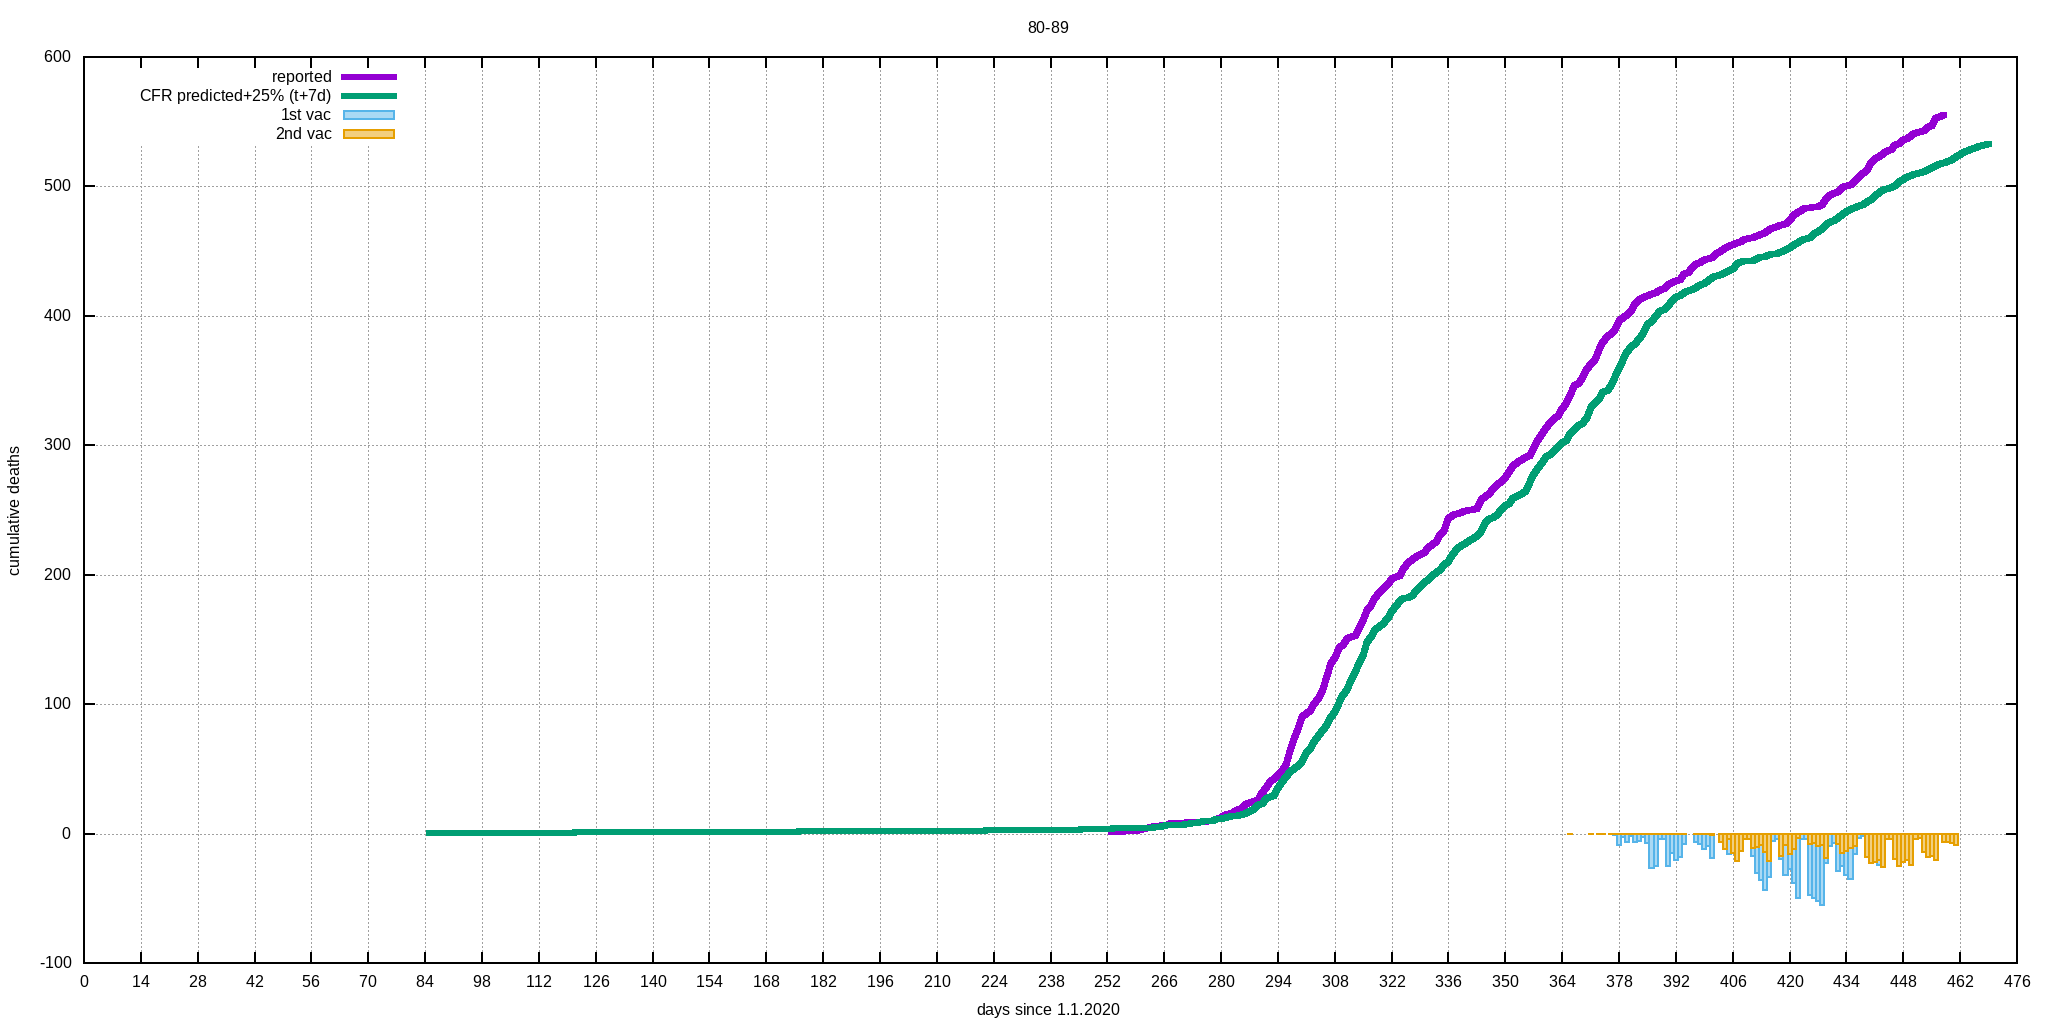 80-89
reported
CFR predicted+25% (t+7d)
1st vac
2nd vac
600
500
400
300
200
100
0
-100
cumulative deaths
0 14 28 42 56 70 84 98 112 126 140 154 168 182 196 210 224 238 252 266 280 294 308 322 336 350 364 378 392 406 420 434 448 462 476
days since 1.1.2020